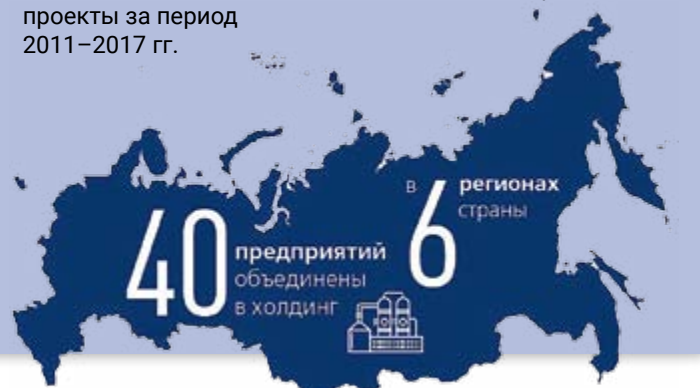 проекты за период
2011–2017 гг.
40 предприятий
объединены
в холдинг
в 6 регионах
страны